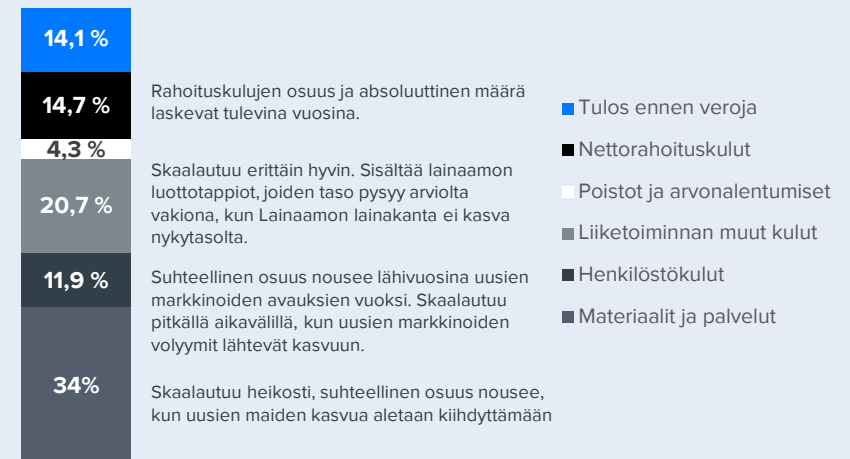 14,1 %
14,7 %
4,3 %
20,7 %
11,9 %
34%
Rahoituskulujen osuus ja absoluuttinen määrä
laskevat tulevina vuosina.
Skaalautuu erittäin hyvin. Sisältää lainaamon
luottotappiot, joiden taso pysyy arviolta
vakiona, kun Lainaamon lainakanta ei kasva
nykytasolta.
Suhteellinen osuus nousee lähivuosina uusien
markkinoiden avauksien vuoksi. Skaalautuu
pitkällä aikavälillä, kun uusien markkinoiden
volyymit lähtevät kasvuun.
Skaalautuu heikosti, suhteellinen osuus nousee,
kun uusien maiden kasvua aletaan kiihdyttämään
Tulos ennen veroja
Nettorahoituskulut
Poistot ja arvonalentumiset
Liiketoiminnan muut kulut
Henkilöstökulut
Materiaalit ja palvelut